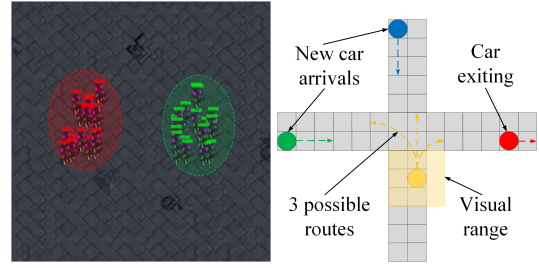 New car
arrivals
Car
exiting
3 possible
routes
Visual
range